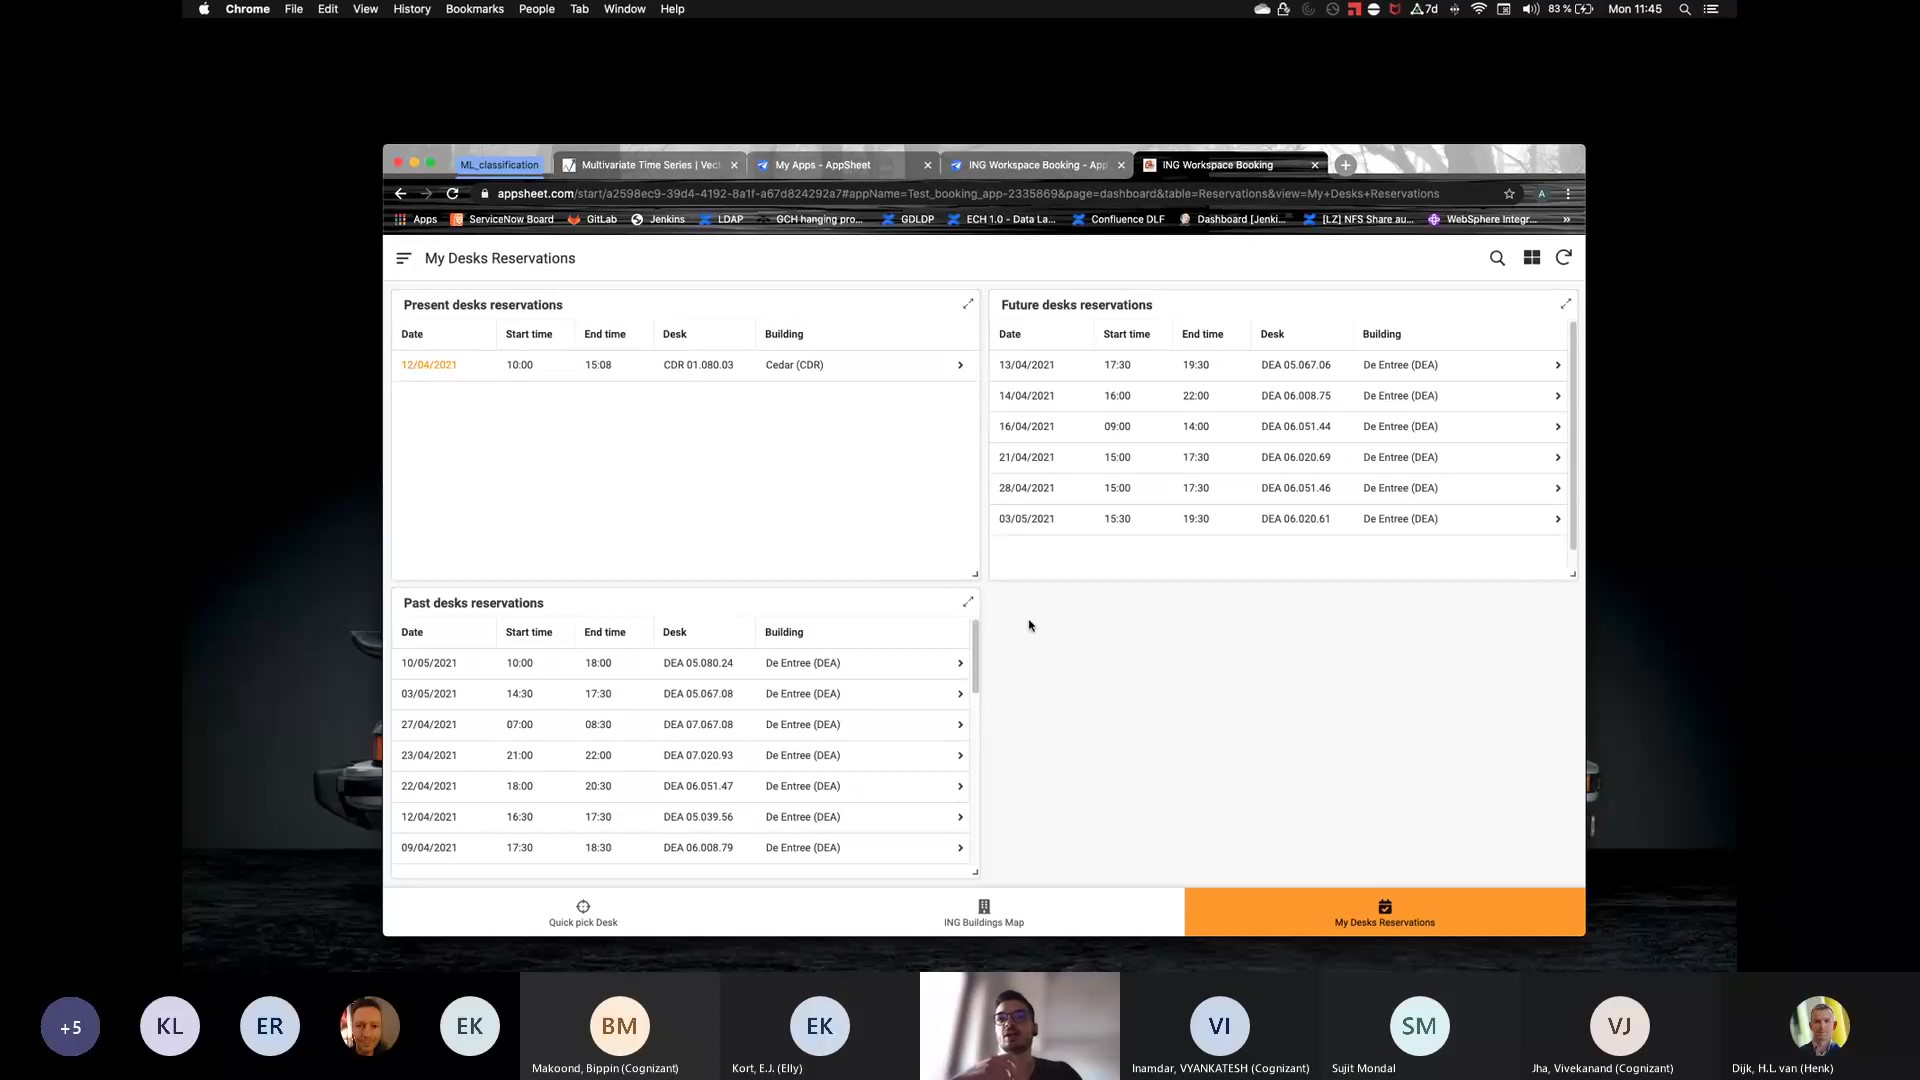 Chrome File Edit View History Bookmarks People Tab Window Help
7d 83 % Mon 11:45
ML_classification Multivariate Time Series | Vec My Apps - AppSheet ING Workspace Booking - App ING Workspace Booking
appsheet.com/start/a2598ec9-39d4-4192-8a1f-a67d824292a7#appName=Test_booking_app-2335869&page=dashboard&table=Reservations&view=My+Desks+Reservations A
Apps ServiceNow Board GitLab Jenkins LDAP GCH hanging pro... GDLDP ECH 1.0 - Data La... Confluence DLF Dashboard [Jenki... [LZ] NFS Share au... WebSphere Integr... »
My Desks Reservations
Present desks reservations
Date Start time End time Desk Building
12/04/2021 10:00 15:08 CDR 01.080.03 Cedar (CDR)
Future desks reservations
Date Start time End time Desk Building
13/04/2021 17:30 19:30 DEA 05.067.06 De Entree (DEA)
14/04/2021 16:00 22:00 DEA 06.008.75 De Entree (DEA)
16/04/2021 09:00 14:00 DEA 06.051.44 De Entree (DEA)
21/04/2021 15:00 17:30 DEA 06.020.69 De Entree (DEA)
28/04/2021 15:00 17:30 DEA 06.051.46 De Entree (DEA)
03/05/2021 15:30 19:30 DEA 06.020.61 De Entree (DEA)
Past desks reservations
Date Start time End time Desk Building
10/05/2021 10:00 18:00 DEA 05.080.24 De Entree (DEA)
03/05/2021 14:30 17:30 DEA 05.067.08 De Entree (DEA)
27/04/2021 07:00 08:30 DEA 07.067.08 De Entree (DEA)
23/04/2021 21:00 22:00 DEA 07.020.93 De Entree (DEA)
22/04/2021 18:00 20:30 DEA 06.051.47 De Entree (DEA)
12/04/2021 16:30 17:30 DEA 05.039.56 De Entree (DEA)
09/04/2021 17:30 18:30 DEA 06.008.79 De Entree (DEA)
Quick pick Desk ING Buildings Map My Desks Reservations
+5 KL ER EK BM EK VI SM VJ
Makoond, Bippin (Cognizant) Kort, E.J. (Elly) Inamdar, VYANKATESH (Cognizant) Sujit Mondal Jha, Vivekanand (Cognizant) Dijk, H.L. van (Henk)